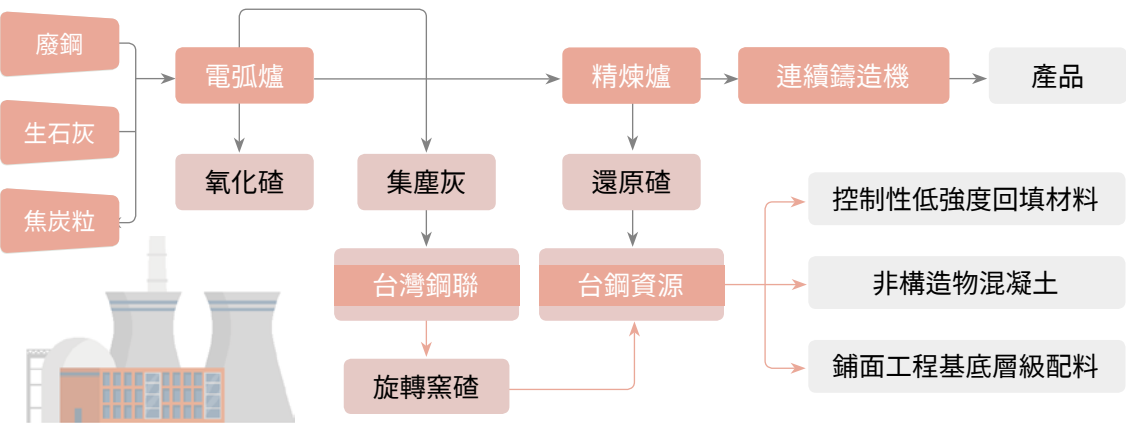 廢鋼
生石灰
焦炭粒
電弧爐
精煉爐
連續鑄造機
產品
氧化碴
集塵灰
還原碴
台灣鋼聯
台鋼資源
旋轉窯碴
控制性低強度回填材料
非構造物混凝土
鋪面工程基底層級配料